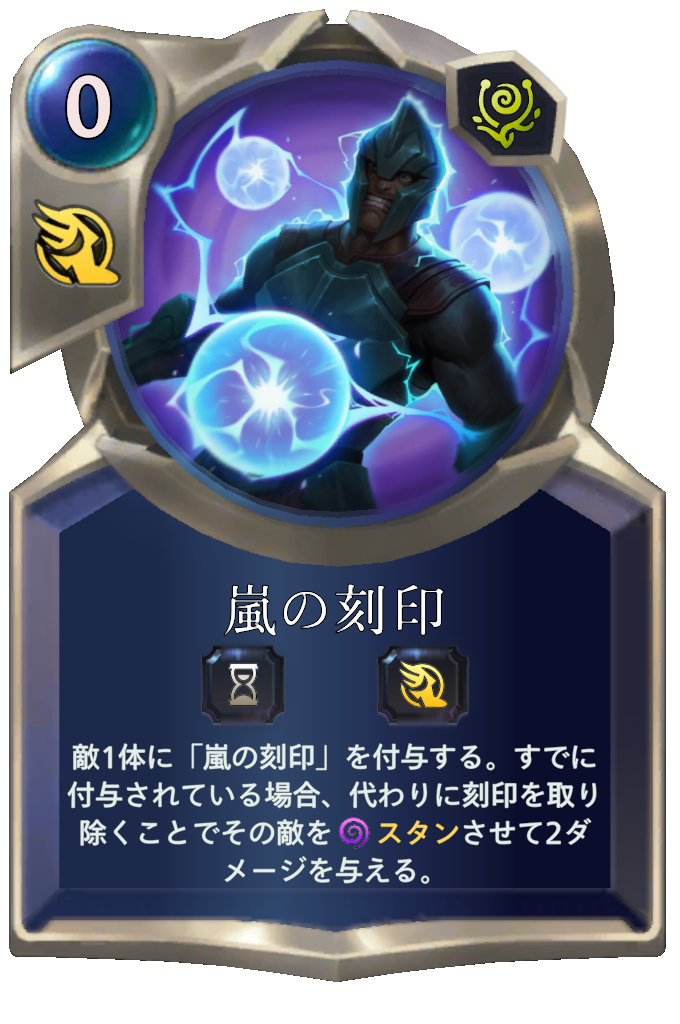 0
嵐の刻印
敵1体に「嵐の刻印」を付与する。すでに
付与されている場合、代わりに刻印を取り
除くことでその敵をスタンさせて2ダ
メージを与える。